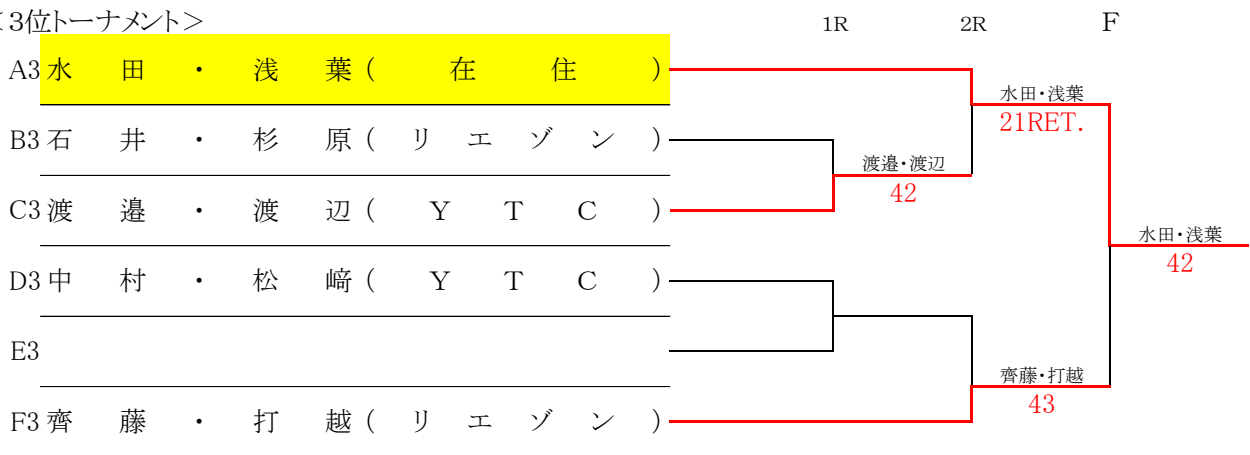 3位トーナメント>
1R 2R F
A3 水田・浅葉(在住)
水田・浅葉
21RET.
B3 石井・杉原(リエゾン)
渡邉・渡辺
42
C3 渡邉・渡辺(YTC)
水田・浅葉
42
D3 中村・松﨑(YTC)
E3
齊藤・打越
43
F3 齊藤・打越(リエゾン)